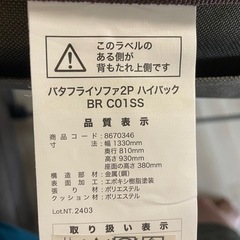 このラベルの
ある側が
背もたれ上側です
バタフライソファ2P ハイバック
BR C01SS
品質表示
商品コード：8670346
寸法：幅 1330mm
奥行 810mm
高さ 930mm
座面の高さ 380mm
構造部材：金属(鋼)
表面加工：エポキシ樹脂塗装
張り材：ポリエステル
クッション材：ポリエステル
Lot.NT. 2403
取り扱い表示